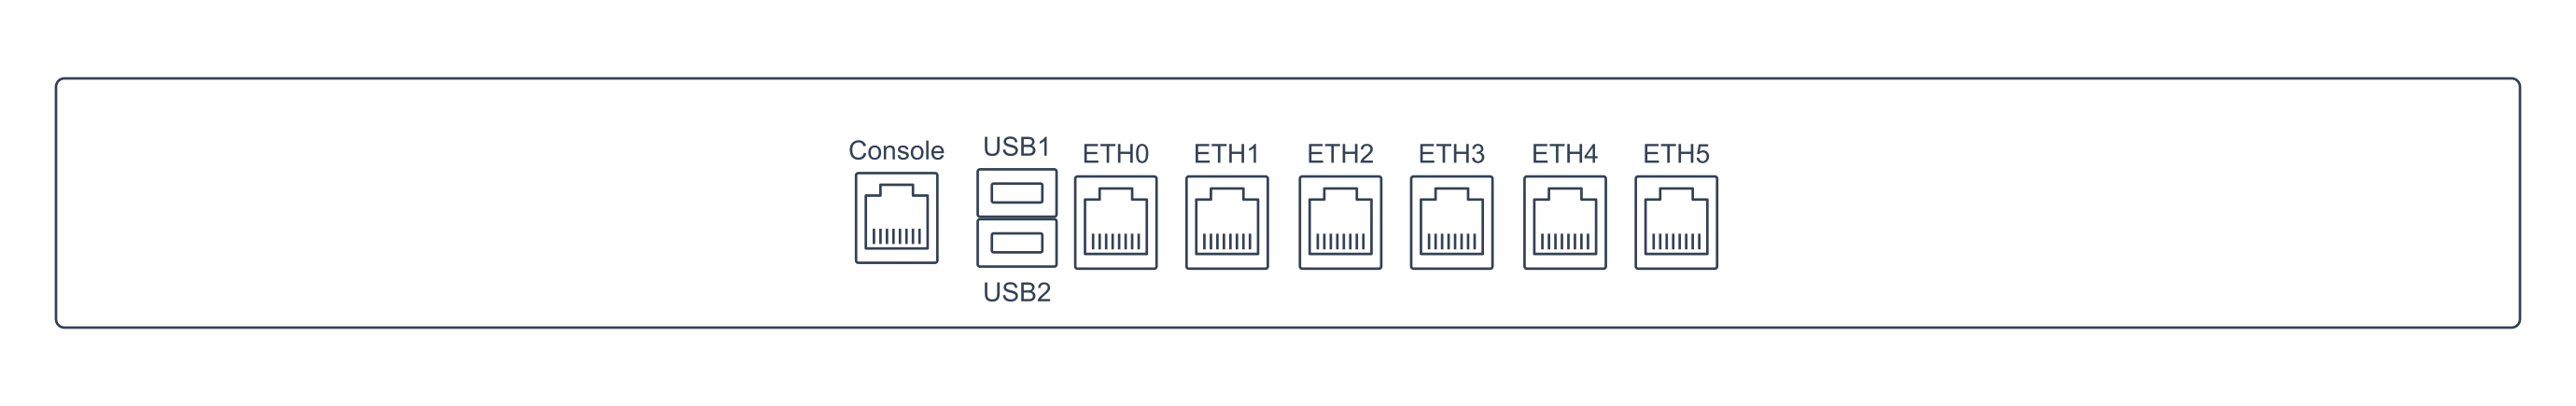 Console
USB1
ETH0
ETH1
ETH2
ETH3
ETH4
ETH5
USB2